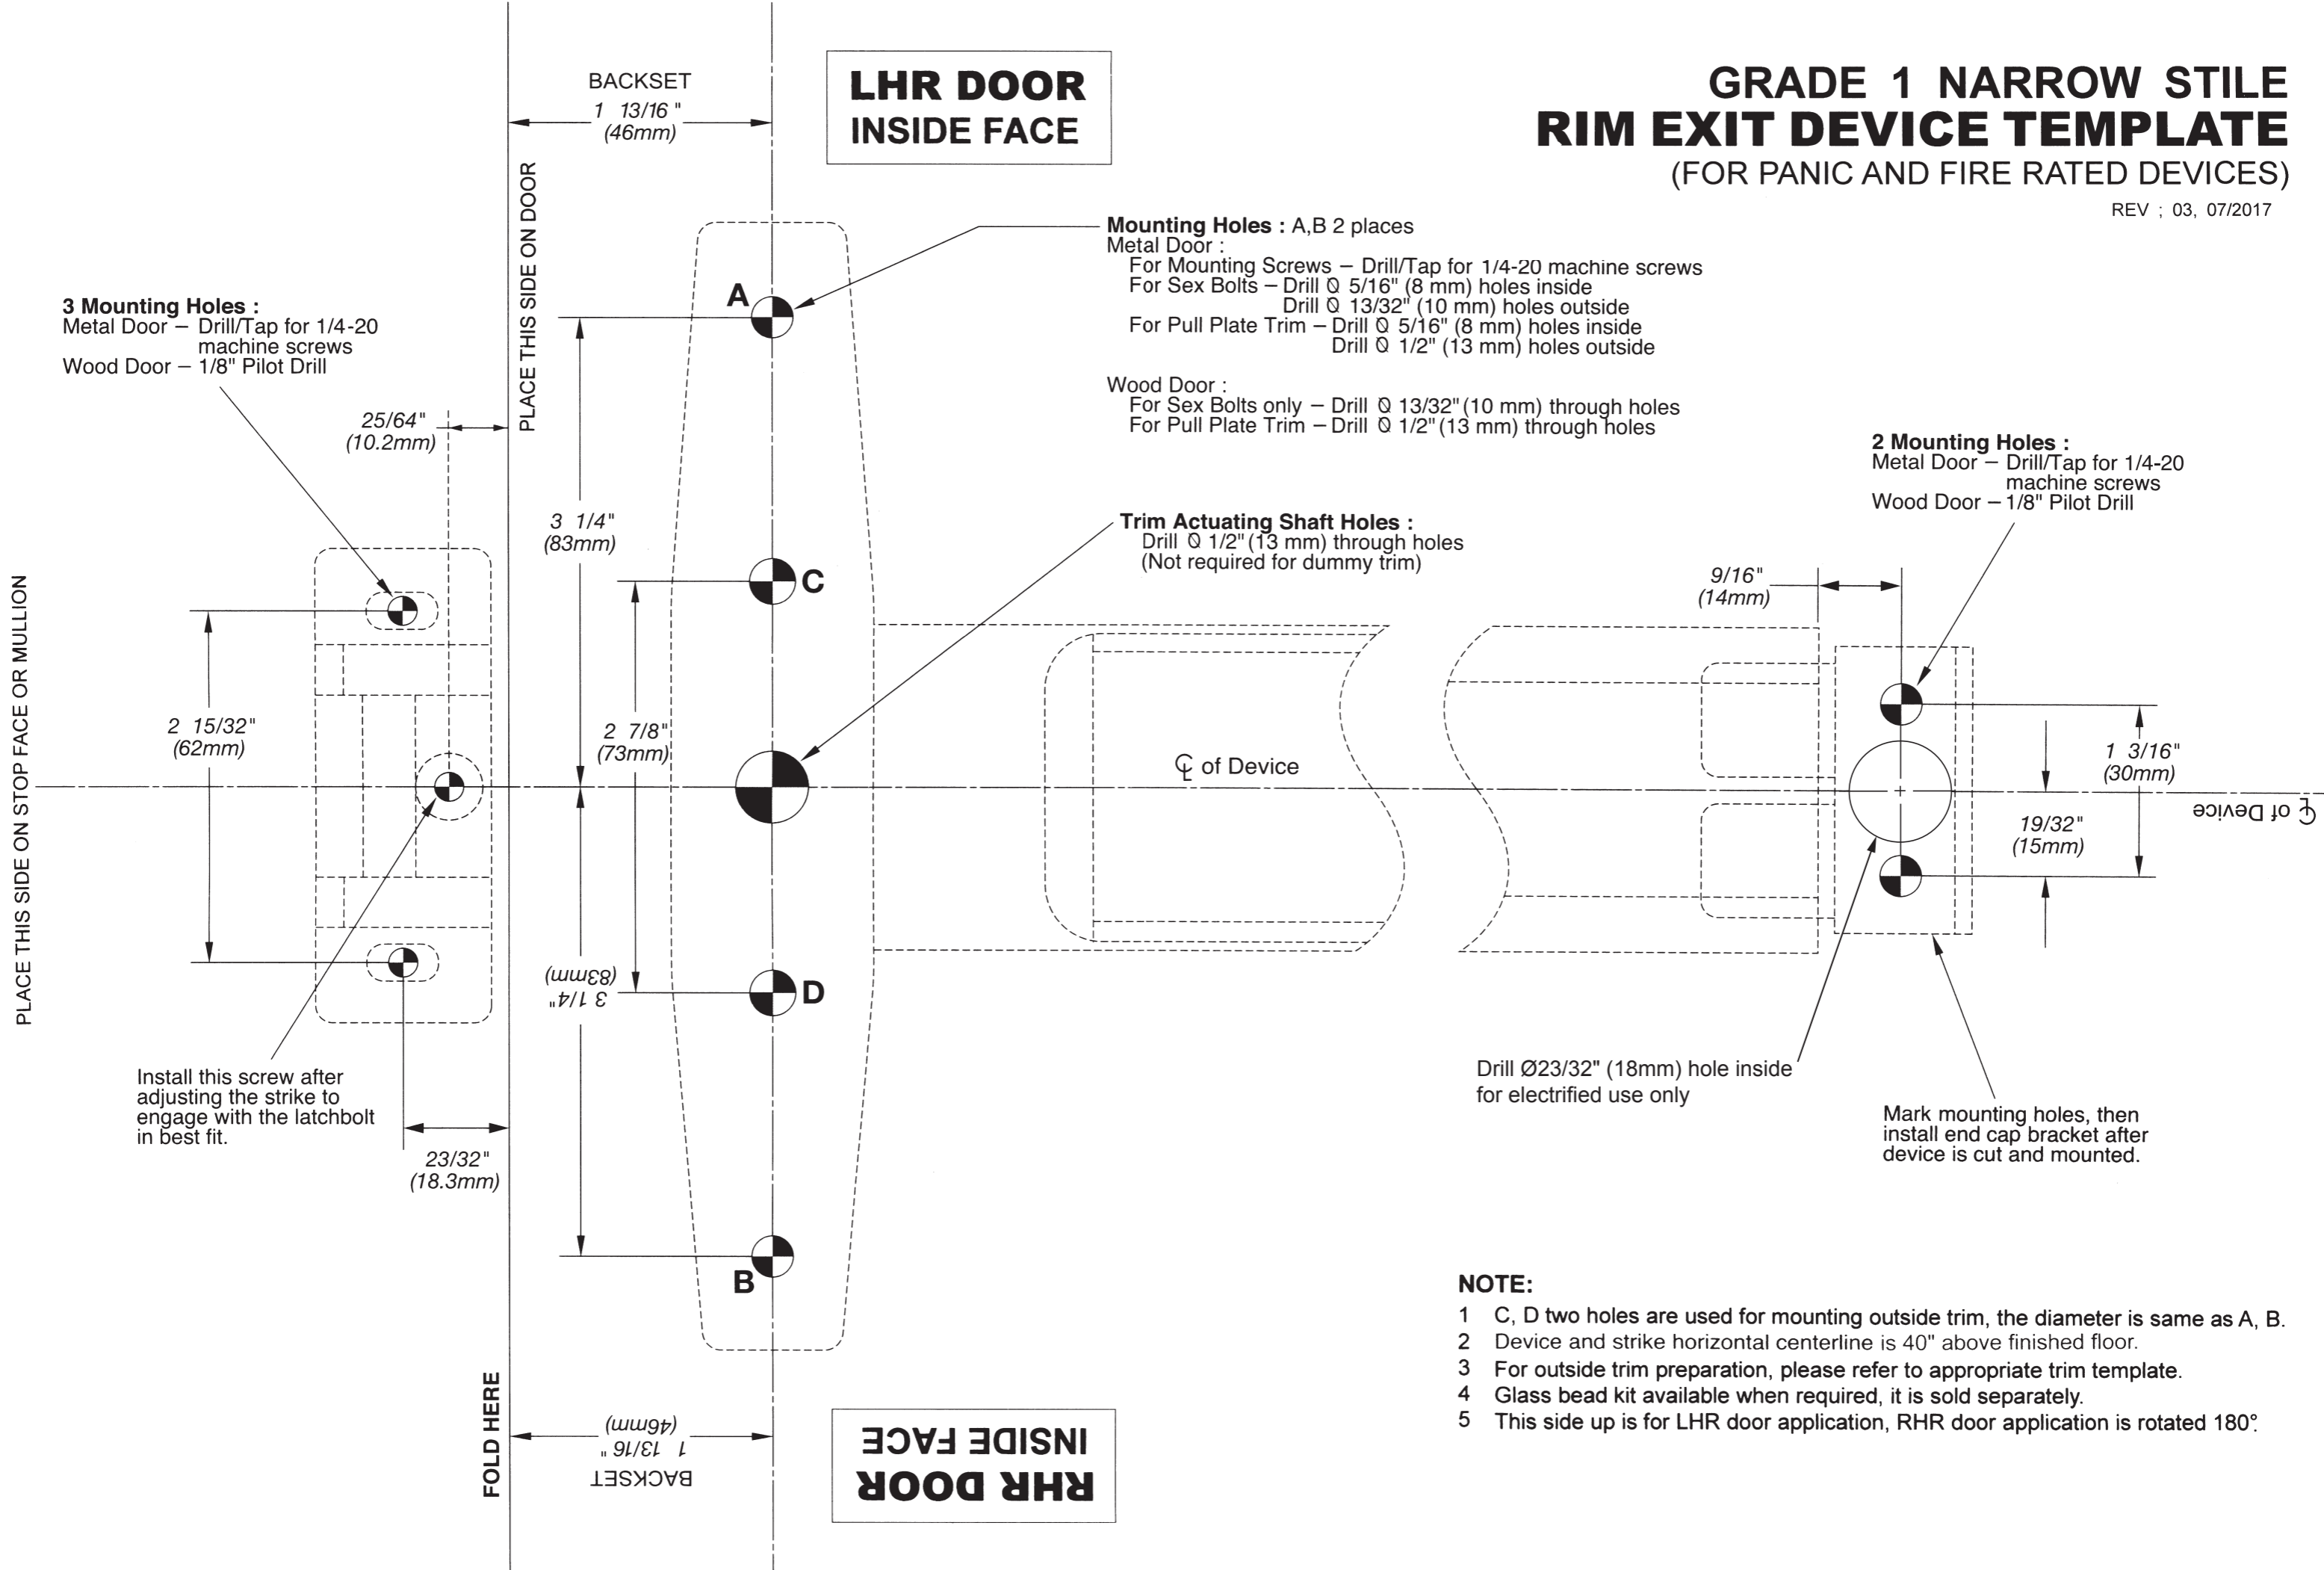 GRADE 1 NARROW STILE
RIM EXIT DEVICE TEMPLATE
(FOR PANIC AND FIRE RATED DEVICES)
REV ; 03, 07/2017
BACKSET
1 13/16 "
(46mm)
LHR DOOR
INSIDE FACE
PLACE THIS SIDE ON DOOR
Mounting Holes : A,B 2 places
Metal Door :
For Mounting Screws – Drill/Tap for 1/4-20 machine screws
For Sex Bolts – Drill Ø 5/16" (8 mm) holes inside
Drill Ø 13/32" (10 mm) holes outside
For Pull Plate Trim – Drill Ø 5/16" (8 mm) holes inside
Drill Ø 1/2" (13 mm) holes outside
Wood Door :
For Sex Bolts only – Drill Ø 13/32" (10 mm) through holes
For Pull Plate Trim – Drill Ø 1/2" (13 mm) through holes
A
3 Mounting Holes :
Metal Door – Drill/Tap for 1/4-20
machine screws
Wood Door – 1/8" Pilot Drill
25/64"
(10.2mm)
2 Mounting Holes :
Metal Door – Drill/Tap for 1/4-20
machine screws
Wood Door – 1/8" Pilot Drill
3 1/4"
(83mm)
Trim Actuating Shaft Holes :
Drill Ø 1/2" (13 mm) through holes
(Not required for dummy trim)
C
9/16"
(14mm)
PLACE THIS SIDE ON STOP FACE OR MULLION
2 15/32"
(62mm)
2 7/8"
(73mm)
℄ of Device
1 3/16"
(30mm)
℄ of Device
19/32"
(15mm)
3 1/4"
(83mm)
D
Drill Ø23/32" (18mm) hole inside
for electrified use only
Install this screw after
adjusting the strike to
engage with the latchbolt
in best fit.
Mark mounting holes, then
install end cap bracket after
device is cut and mounted.
23/32"
(18.3mm)
B
NOTE:
1 C, D two holes are used for mounting outside trim, the diameter is same as A, B.
2 Device and strike horizontal centerline is 40" above finished floor.
3 For outside trim preparation, please refer to appropriate trim template.
4 Glass bead kit available when required, it is sold separately.
5 This side up is for LHR door application, RHR door application is rotated 180°.
FOLD HERE
BACKSET
1 13/16 "
(46mm)
RHR DOOR
INSIDE FACE